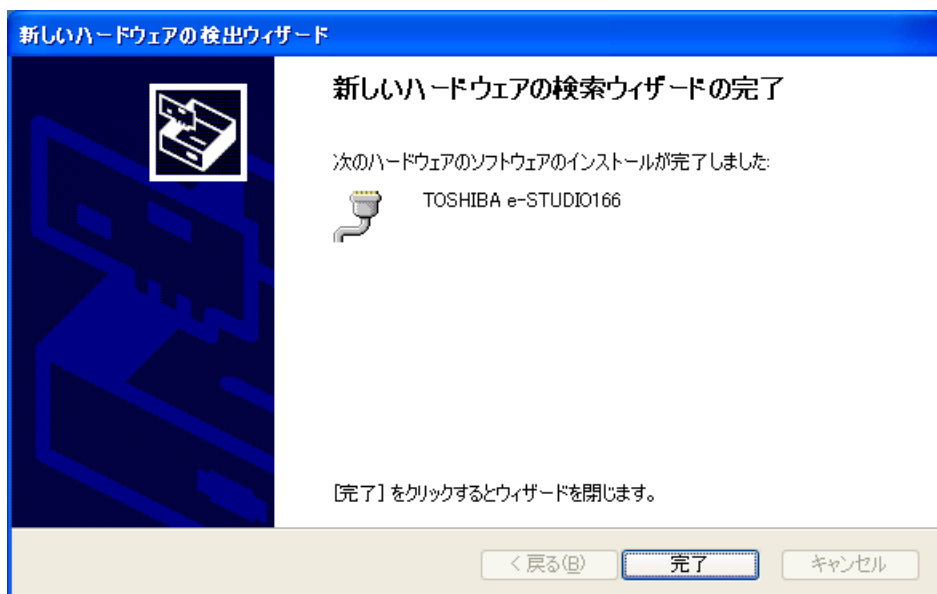 新しいハードウェアの検出ウィザード
新しいハードウェアの検索ウィザードの完了
次のハードウェアのソフトウェアのインストールが完了しました:
TOSHIBA e-STUDIO166
[完了] をクリックするとウィザードを閉じます。
< 戻る(B)
完了
キャンセル